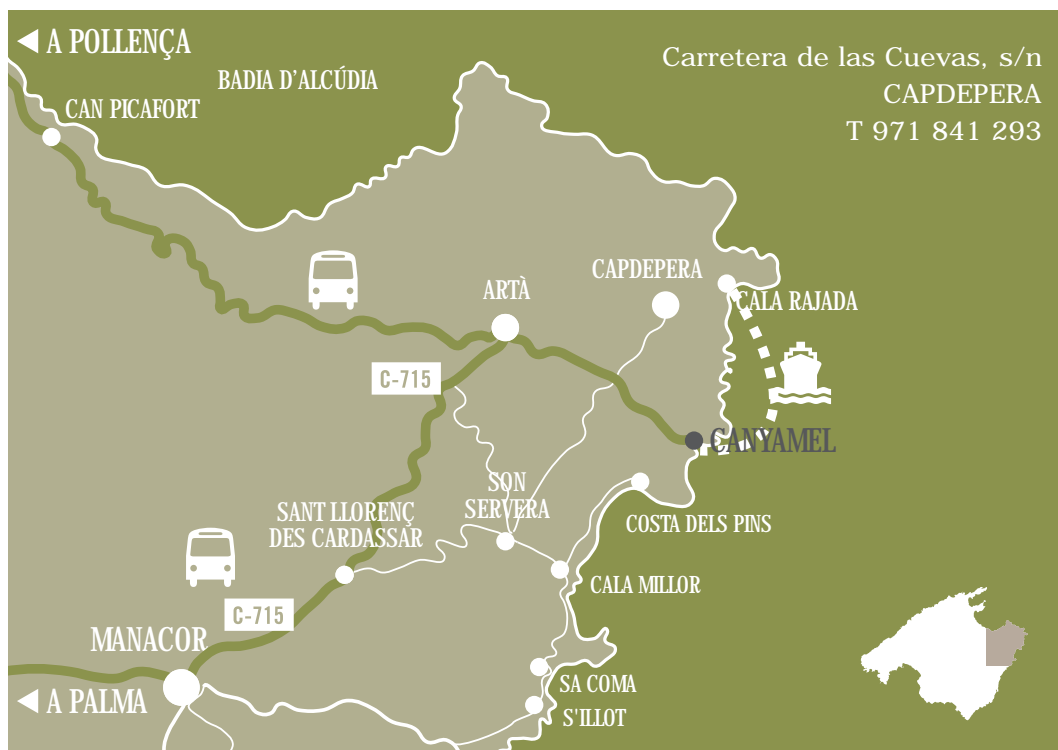 A POLLENÇA
Carretera de las Cuevas, s/n
CAPDEPERA
T 971 841 293
BADIA D'ALCÚDIA
CAN PICAFORT
CAPDEPERA
ARTÀ
CALA RAJADA
C-715
CANYAMEL
SON
SERVERA
SANT LLORENÇ
DES CARDASSAR
COSTA DELS PINS
CALA MILLOR
C-715
MANACOR
SA COMA
A PALMA
S'ILLOT